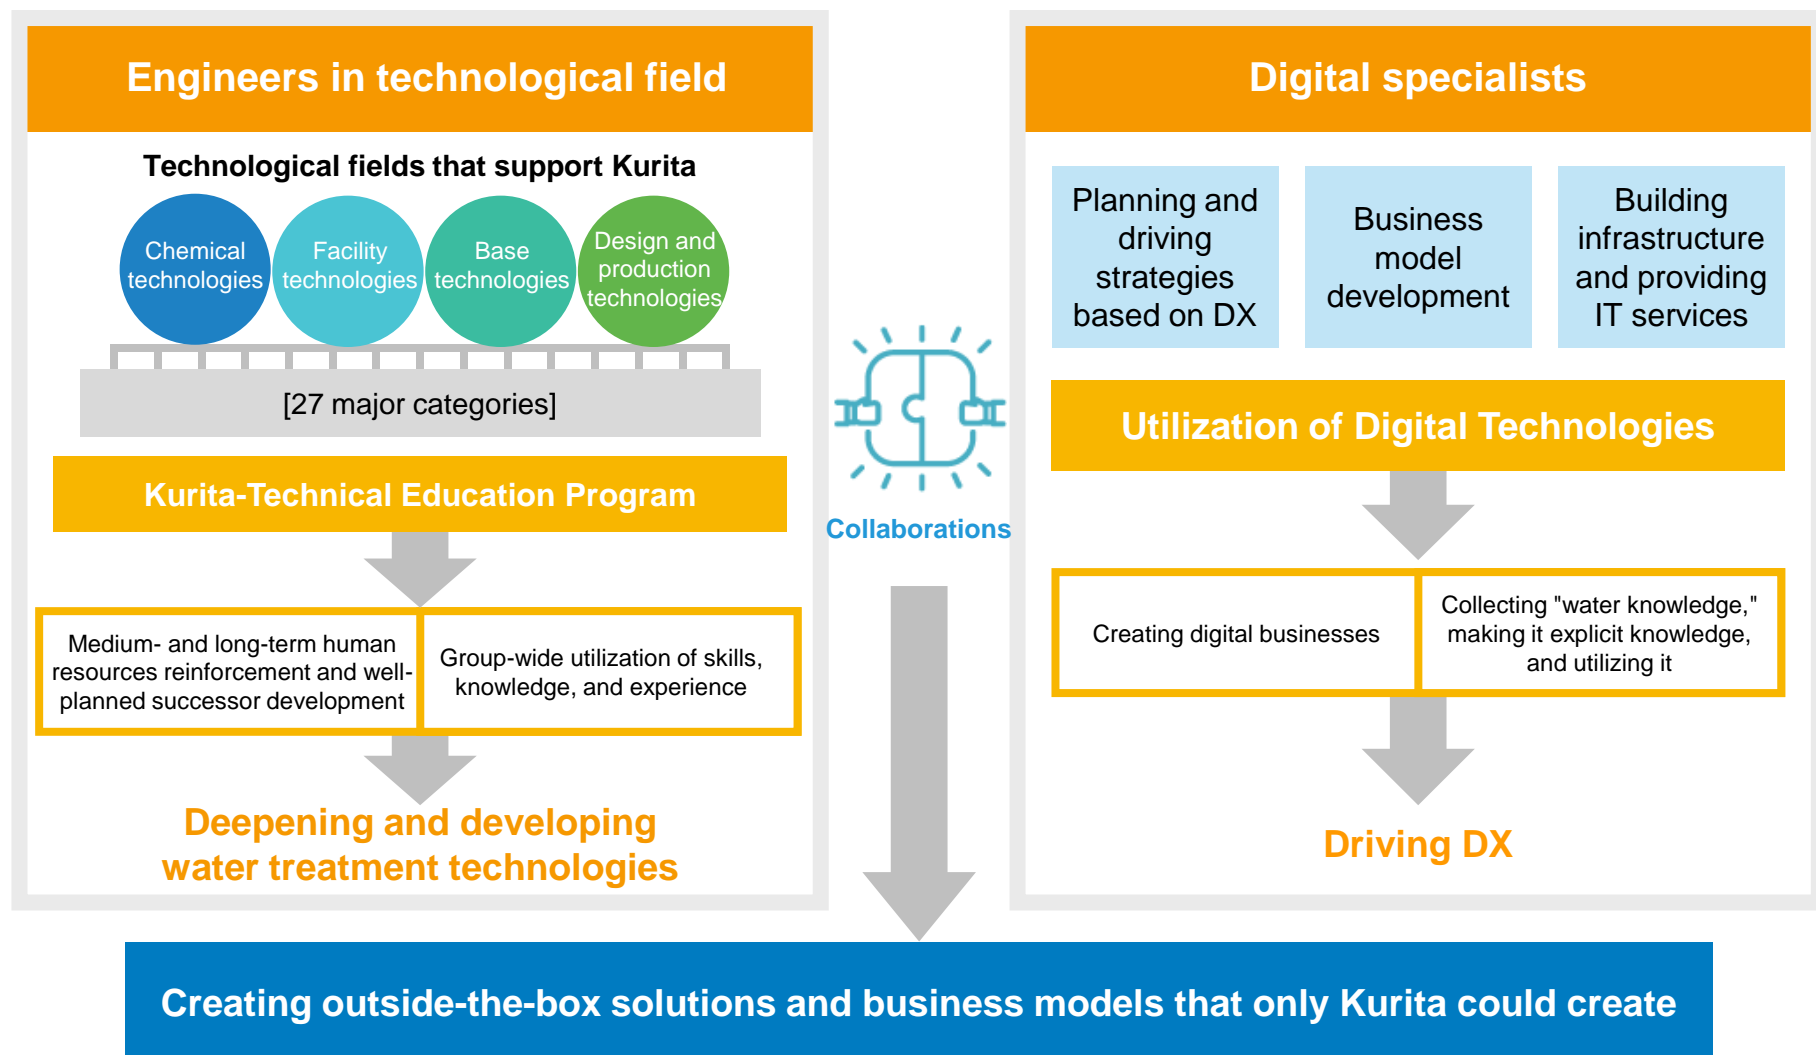 Engineers in technological field
Technological fields that support Kurita
Chemical
technologies
Facility
technologies
Base
technologies
Design and
production
technologies
[27 major categories]
Kurita-Technical Education Program
Medium- and long-term human
resources reinforcement and well-
planned successor development
Group-wide utilization of skills,
knowledge, and experience
Deepening and developing
water treatment technologies
Collaborations
Digital specialists
Planning and
driving
strategies
based on DX
Business
model
development
Building
infrastructure
and providing
IT services
Utilization of Digital Technologies
Creating digital businesses
Collecting "water knowledge,"
making it explicit knowledge,
and utilizing it
Driving DX
Creating outside-the-box solutions and business models that only Kurita could create